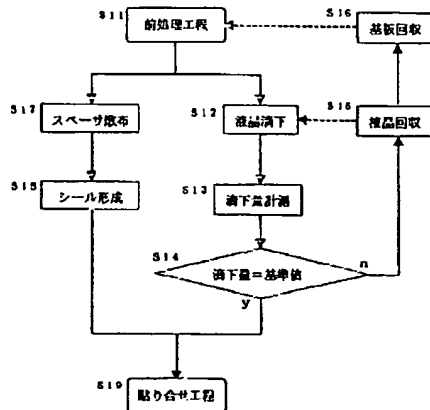 S11
前処理工程
S16
基板回収
S17
スペーサ散布
S12
液晶滴下
S15
液晶回収
S15
シール形成
S13
滴下量計測
S14
滴下量=基準値
n
y
S19
貼り合せ工程